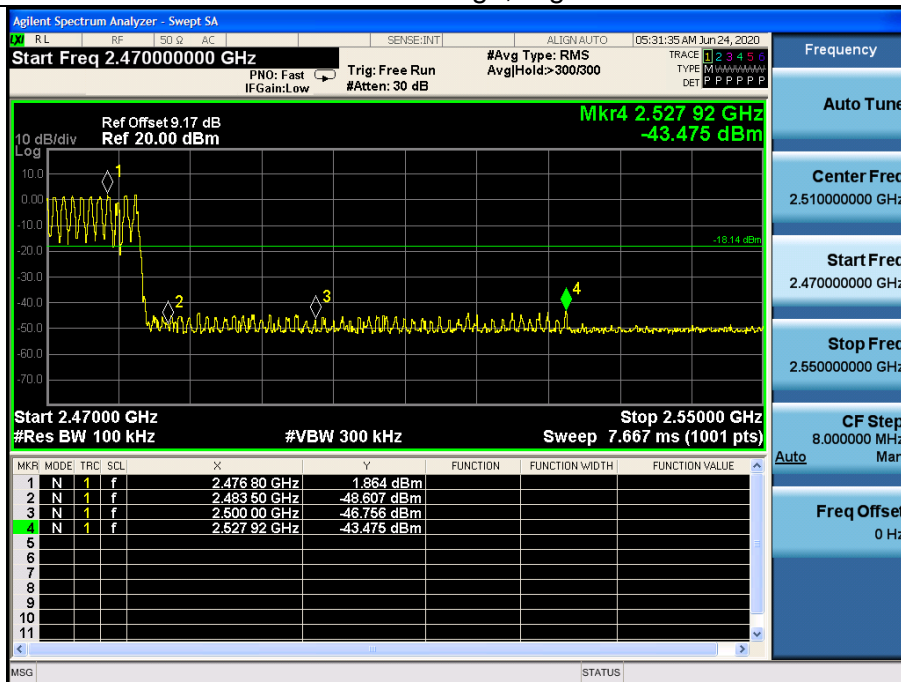 Agilent Spectrum Analyzer - Swept SA
LXI RL RF 50 Ω AC SENSE:INT ALIGN AUTO 05:31:35 AM Jun 24, 2020
Start Freq 2.470000000 GHz
PNO: Fast
IFGain:Low
Trig: Free Run
#Atten: 30 dB
#Avg Type: RMS
Avg|Hold:>300/300
TRACE 1 2 3 4 5 6
TYPE MWWWWW
DET P P P P P P
Mkr4 2.527 92 GHz
-43.475 dBm
Ref Offset 9.17 dB
10 dB/div Ref 20.00 dBm
Log
10.0
0.00
-10.0
-20.0
-30.0
-40.0
-50.0
-60.0
-70.0
1
2
3
4
-18.14 dBm
Start 2.47000 GHz Stop 2.55000 GHz
#Res BW 100 kHz #VBW 300 kHz Sweep 7.667 ms (1001 pts)
MKR MODE TRC SCL X Y FUNCTION FUNCTION WIDTH FUNCTION VALUE
1 N 1 f 2.476 80 GHz 1.864 dBm
2 N 1 f 2.483 50 GHz -48.607 dBm
3 N 1 f 2.500 00 GHz -46.756 dBm
4 N 1 f 2.527 92 GHz -43.475 dBm
5
6
7
8
9
10
11
MSG STATUS
Frequency
Auto Tune
Center Freq
2.510000000 GHz
Start Freq
2.470000000 GHz
Stop Freq
2.550000000 GHz
CF Step
8.000000 MHz
Auto Man
Freq Offset
0 Hz